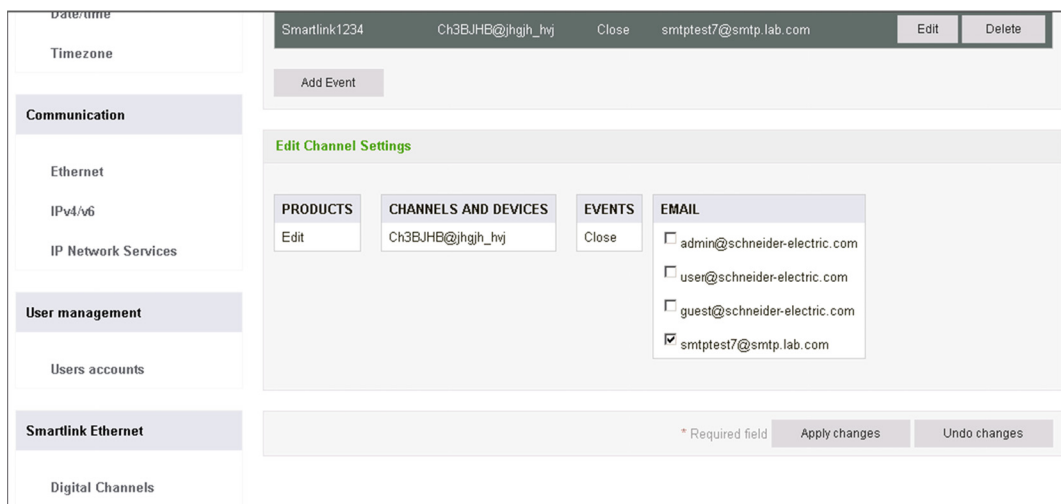 Date/time
Timezone
Communication
Ethernet
IPv4/v6
IP Network Services
User management
Users accounts
Smartlink Ethernet
Digital Channels
Smartlink1234 Ch3BJHB@jhgjh_hvj Close smtptest7@smtp.lab.com Edit Delete
Add Event
Edit Channel Settings
PRODUCTS CHANNELS AND DEVICES EVENTS EMAIL
Edit Ch3BJHB@jhgjh_hvj Close admin@schneider-electric.com
user@schneider-electric.com
guest@schneider-electric.com
smtptest7@smtp.lab.com
* Required field Apply changes Undo changes